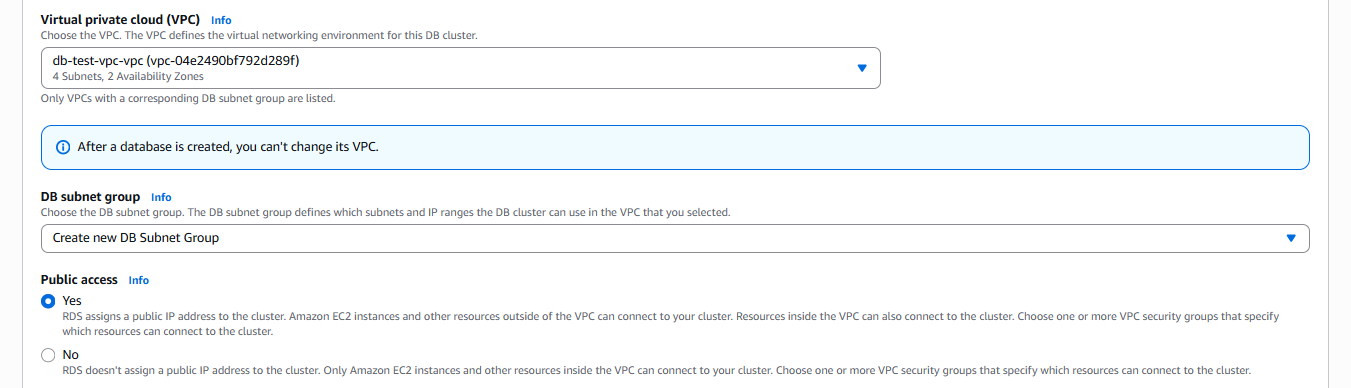 Virtual private cloud (VPC) Info
Choose the VPC. The VPC defines the virtual networking environment for this DB cluster.
db-test-vpc-vpc (vpc-04e2490bf792d289f)
4 Subnets, 2 Availability Zones
Only VPCs with a corresponding DB subnet group are listed.
After a database is created, you can't change its VPC.
DB subnet group Info
Choose the DB subnet group. The DB subnet group defines which subnets and IP ranges the DB cluster can use in the VPC that you selected.
Create new DB Subnet Group
Public access Info
Yes
RDS assigns a public IP address to the cluster. Amazon EC2 instances and other resources outside of the VPC can connect to your cluster. Resources inside the VPC can also connect to the cluster. Choose one or more VPC security groups that specify
which resources can connect to the cluster.
No
RDS doesn't assign a public IP address to the cluster. Only Amazon EC2 instances and other resources inside the VPC can connect to your cluster. Choose one or more VPC security groups that specify which resources can connect to the cluster.